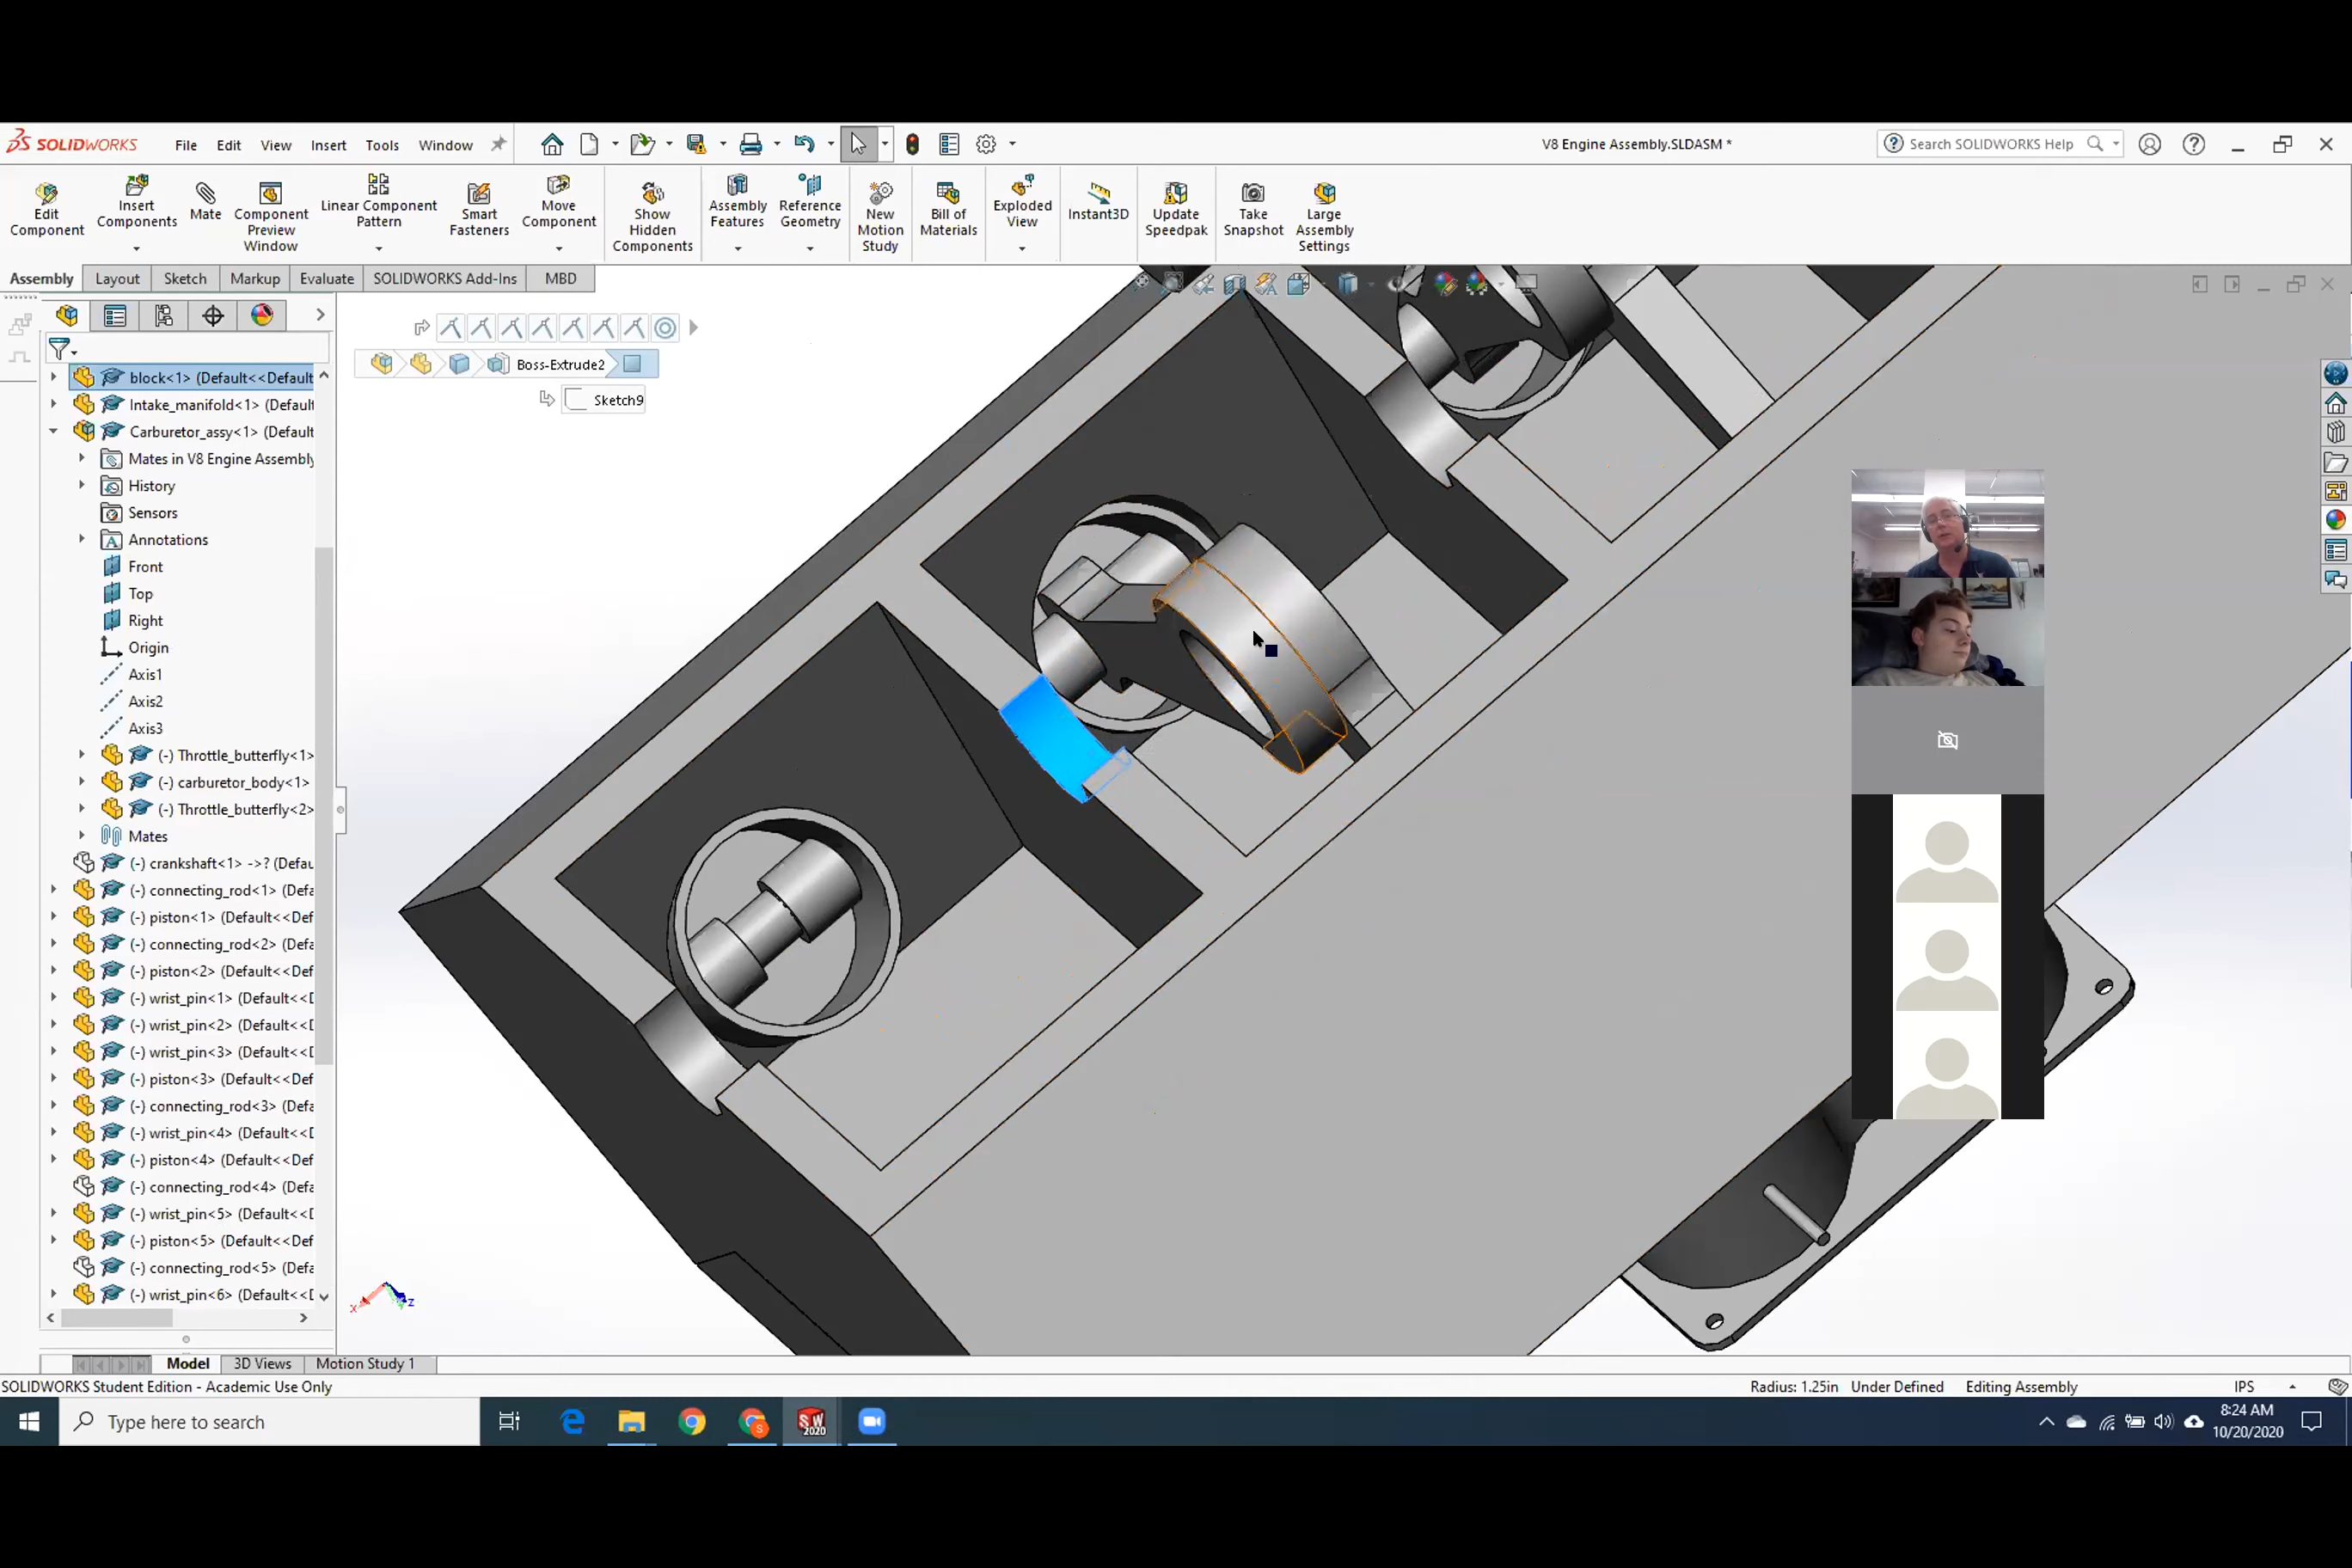 SOLIDWORKS
File Edit View Insert Tools Window
V8 Engine Assembly.SLDASM *
Search SOLIDWORKS Help
Edit Component
Insert Components
Mate
Component Preview Window
Linear Component Pattern
Smart Fasteners
Move Component
Show Hidden Components
Assembly Features
Reference Geometry
New Motion Study
Bill of Materials
Exploded View
Instant3D
Update Speedpak
Take Snapshot
Large Assembly Settings
Assembly Layout Sketch Markup Evaluate SOLIDWORKS Add-Ins MBD
Boss-Extrude2
Sketch9
block<1> (Default<<Default
Intake_manifold<1> (Default
Carburetor_assy<1> (Default
Mates in V8 Engine Assembly
History
Sensors
Annotations
Front
Top
Right
Origin
Axis1
Axis2
Axis3
(-) Throttle_butterfly<1>
(-) carburetor_body<1>
(-) Throttle_butterfly<2>
Mates
(-) crankshaft<1> ->? (Defau
(-) connecting_rod<1> (Defa
(-) piston<1> (Default<<Def
(-) connecting_rod<2> (Defa
(-) piston<2> (Default<<Def
(-) wrist_pin<1> (Default<<D
(-) wrist_pin<2> (Default<<D
(-) wrist_pin<3> (Default<<D
(-) piston<3> (Default<<Def
(-) connecting_rod<3> (Defa
(-) wrist_pin<4> (Default<<D
(-) piston<4> (Default<<Def
(-) connecting_rod<4> (Defa
(-) wrist_pin<5> (Default<<D
(-) piston<5> (Default<<Def
(-) connecting_rod<5> (Defa
(-) wrist_pin<6> (Default<<D
x z
Model 3D Views Motion Study 1
SOLIDWORKS Student Edition - Academic Use Only
Radius: 1.25in Under Defined Editing Assembly IPS
Type here to search
S
SW 2020
8:24 AM
10/20/2020